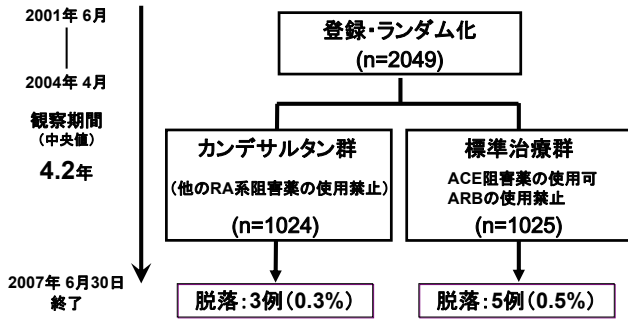 2001年 6月
2004年 4月
観察期間
（中央値）
4.2年
2007年 6月30日
終了
登録・ランダム化
(n=2049)
カンデサルタン群
(他のRA系阻害薬の使用禁止)
(n=1024)
標準治療群
ACE阻害薬の使用可
ARBの使用禁止
(n=1025)
脱落：3例(0.3%)
脱落：5例(0.5%)